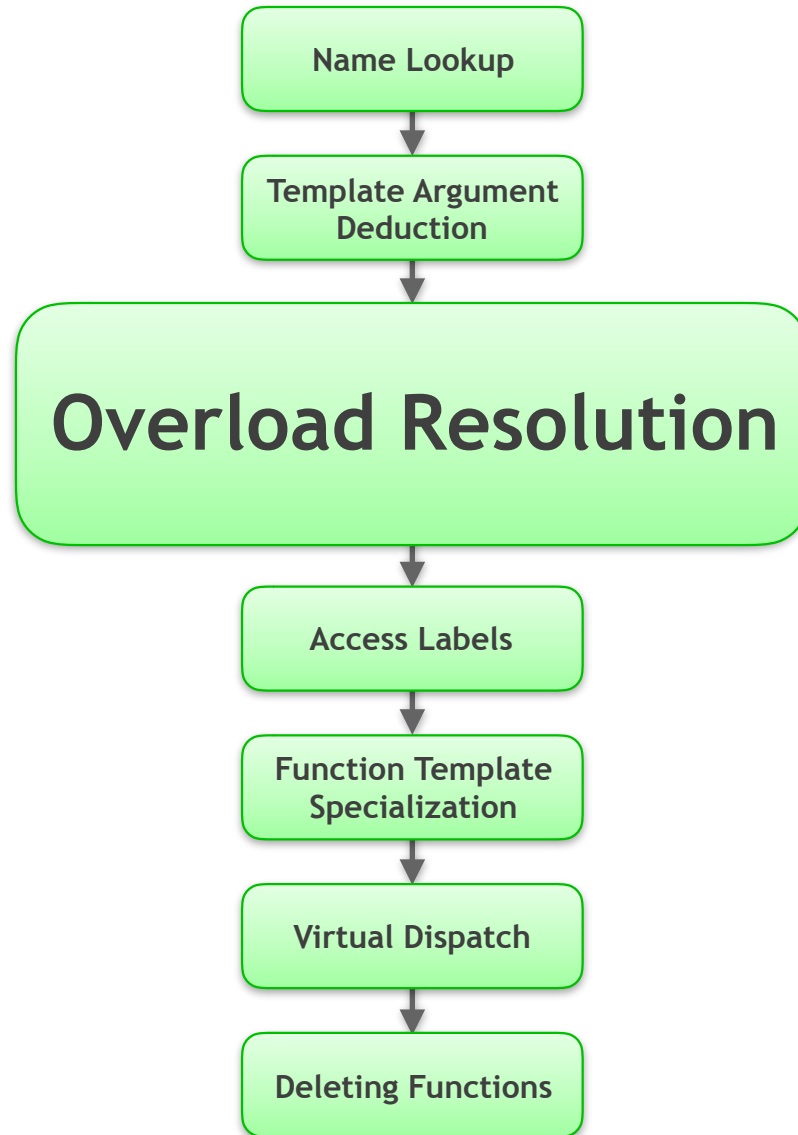 Name Lookup
Template Argument
Deduction
Overload Resolution
Access Labels
Function Template
Specialization
Virtual Dispatch
Deleting Functions